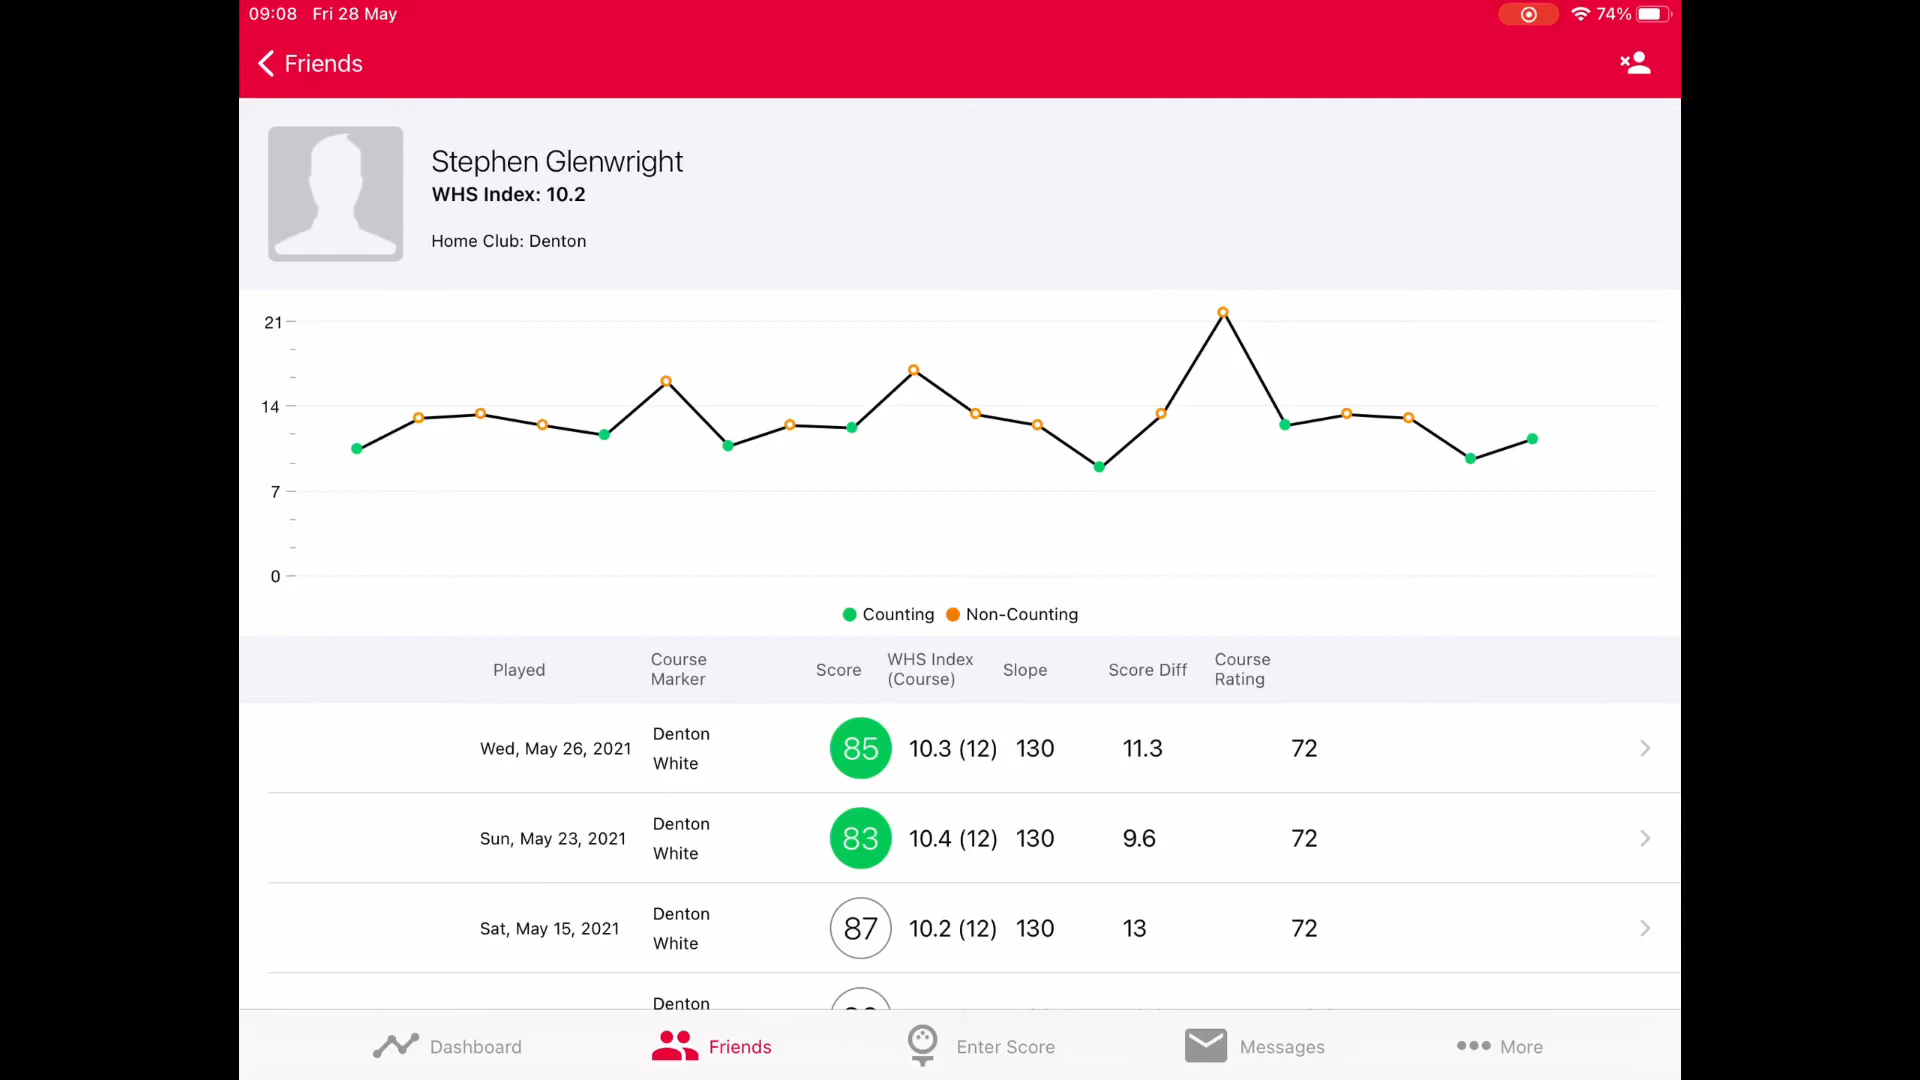 09:08 Fri 28 May 74%
Friends
Stephen Glenwright
WHS Index: 10.2
Home Club: Denton
21
14
7
0
Counting Non-Counting
Played Course Marker Score WHS Index (Course) Slope Score Diff Course Rating
Wed, May 26, 2021 Denton White 85 10.3 (12) 130 11.3 72
Sun, May 23, 2021 Denton White 83 10.4 (12) 130 9.6 72
Sat, May 15, 2021 Denton White 87 10.2 (12) 130 13 72
Denton
Dashboard Friends Enter Score Messages More